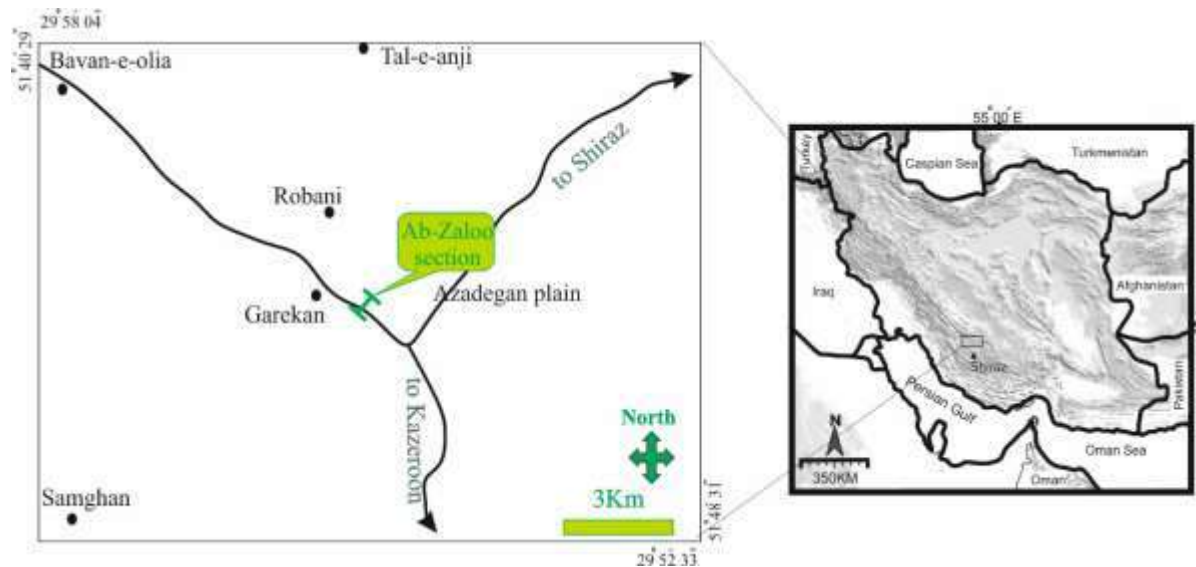 29° 58′ 04″
51° 40′ 29″
Bavan-e-olia
Tal-e-anji
to Shiraz
Robani
Ab-Zaloo
section
Azadegan plain
Garekan
to Kazeroon
North
Samghan
3Km
51° 48′ 31″
29° 52′ 33″
55° 00′ E
Turkey
Caspian Sea
Turkmenistan
Iraq
Afghanistan
Shiraz
Pakistan
Persian Gulf
N
Oman Sea
350KM
Oman